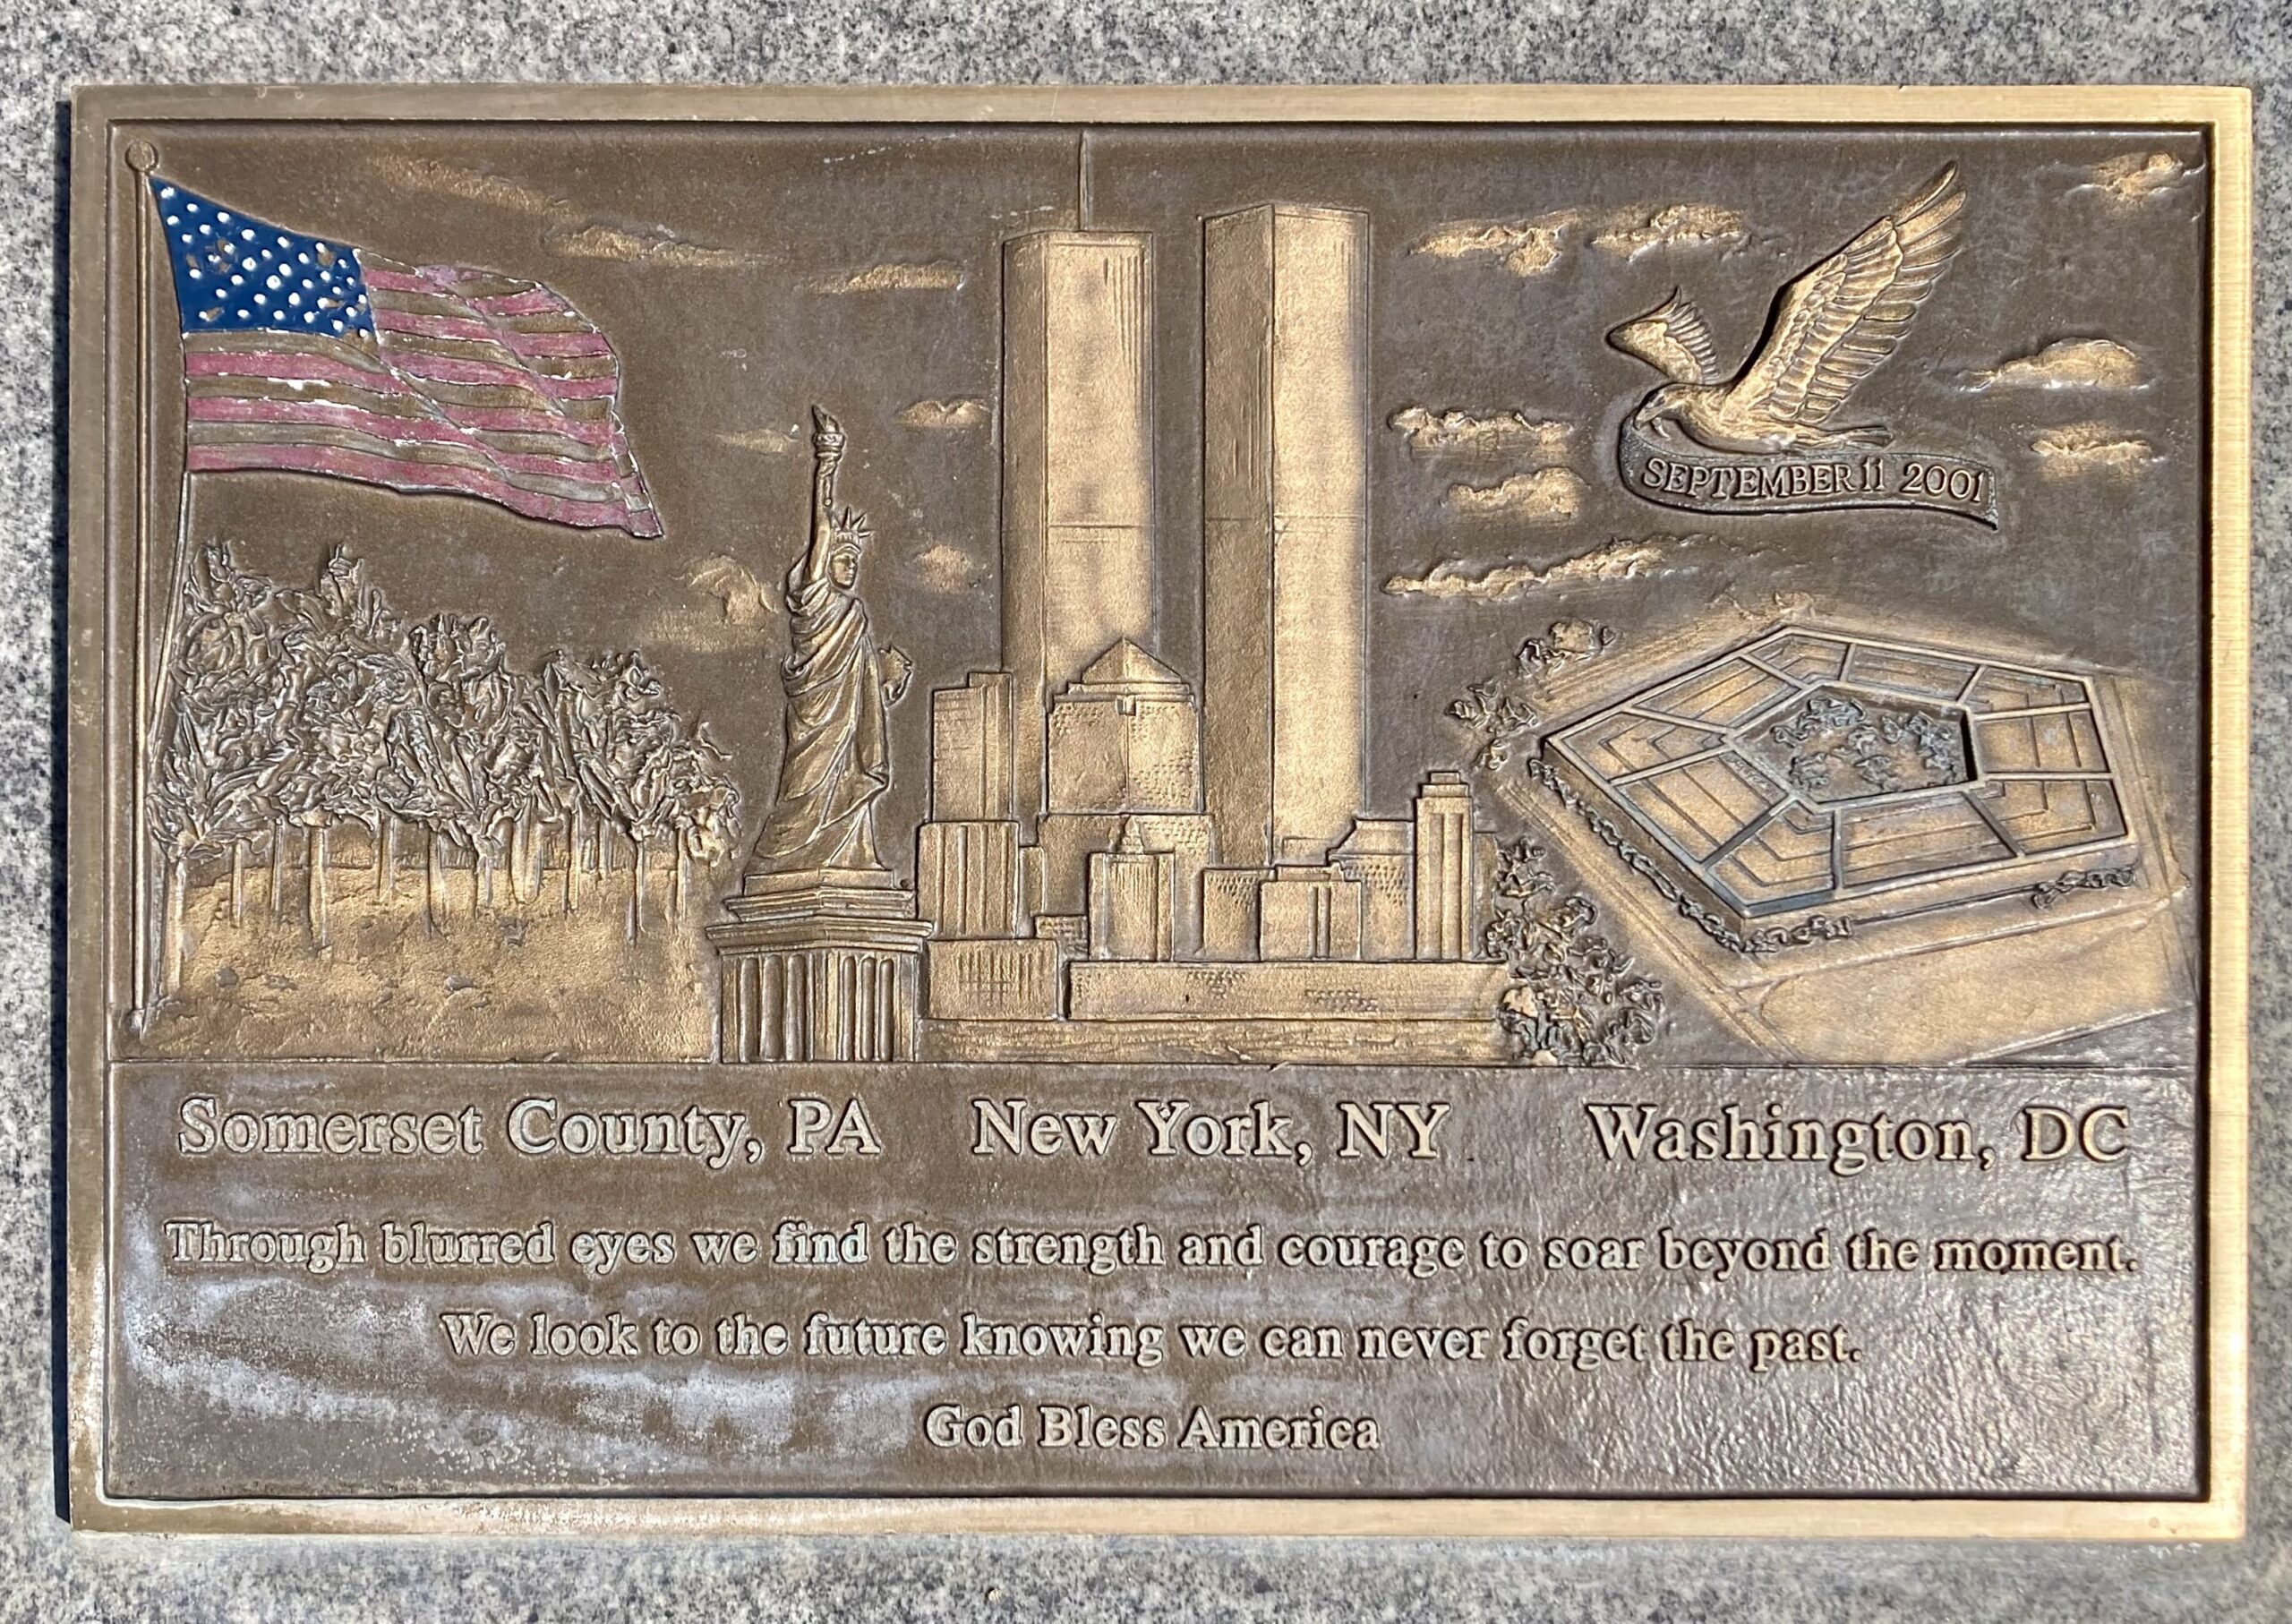 SEPTEMBER 11 2001
Somerset County, PA New York, NY Washington, DC
Through blurred eyes we find the strength and courage to soar beyond the moment.
We look to the future knowing we can never forget the past.
God Bless America